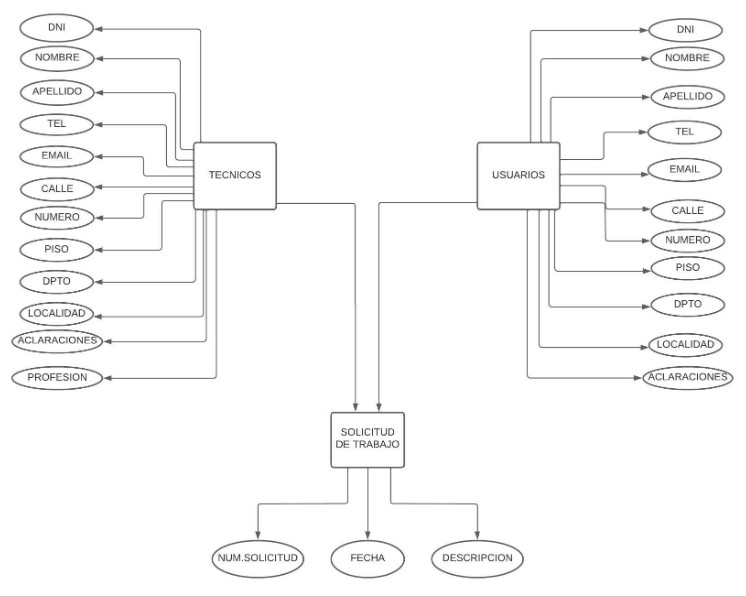 DNI
NOMBRE
APELLIDO
TEL
EMAIL
CALLE
NUMERO
PISO
DPTO
LOCALIDAD
ACLARACIONES
PROFESION
TECNICOS
USUARIOS
DNI
NOMBRE
APELLIDO
TEL
EMAIL
CALLE
NUMERO
PISO
DPTO
LOCALIDAD
ACLARACIONES
SOLICITUD
DE TRABAJO
NUM.SOLICITUD
FECHA
DESCRIPCION